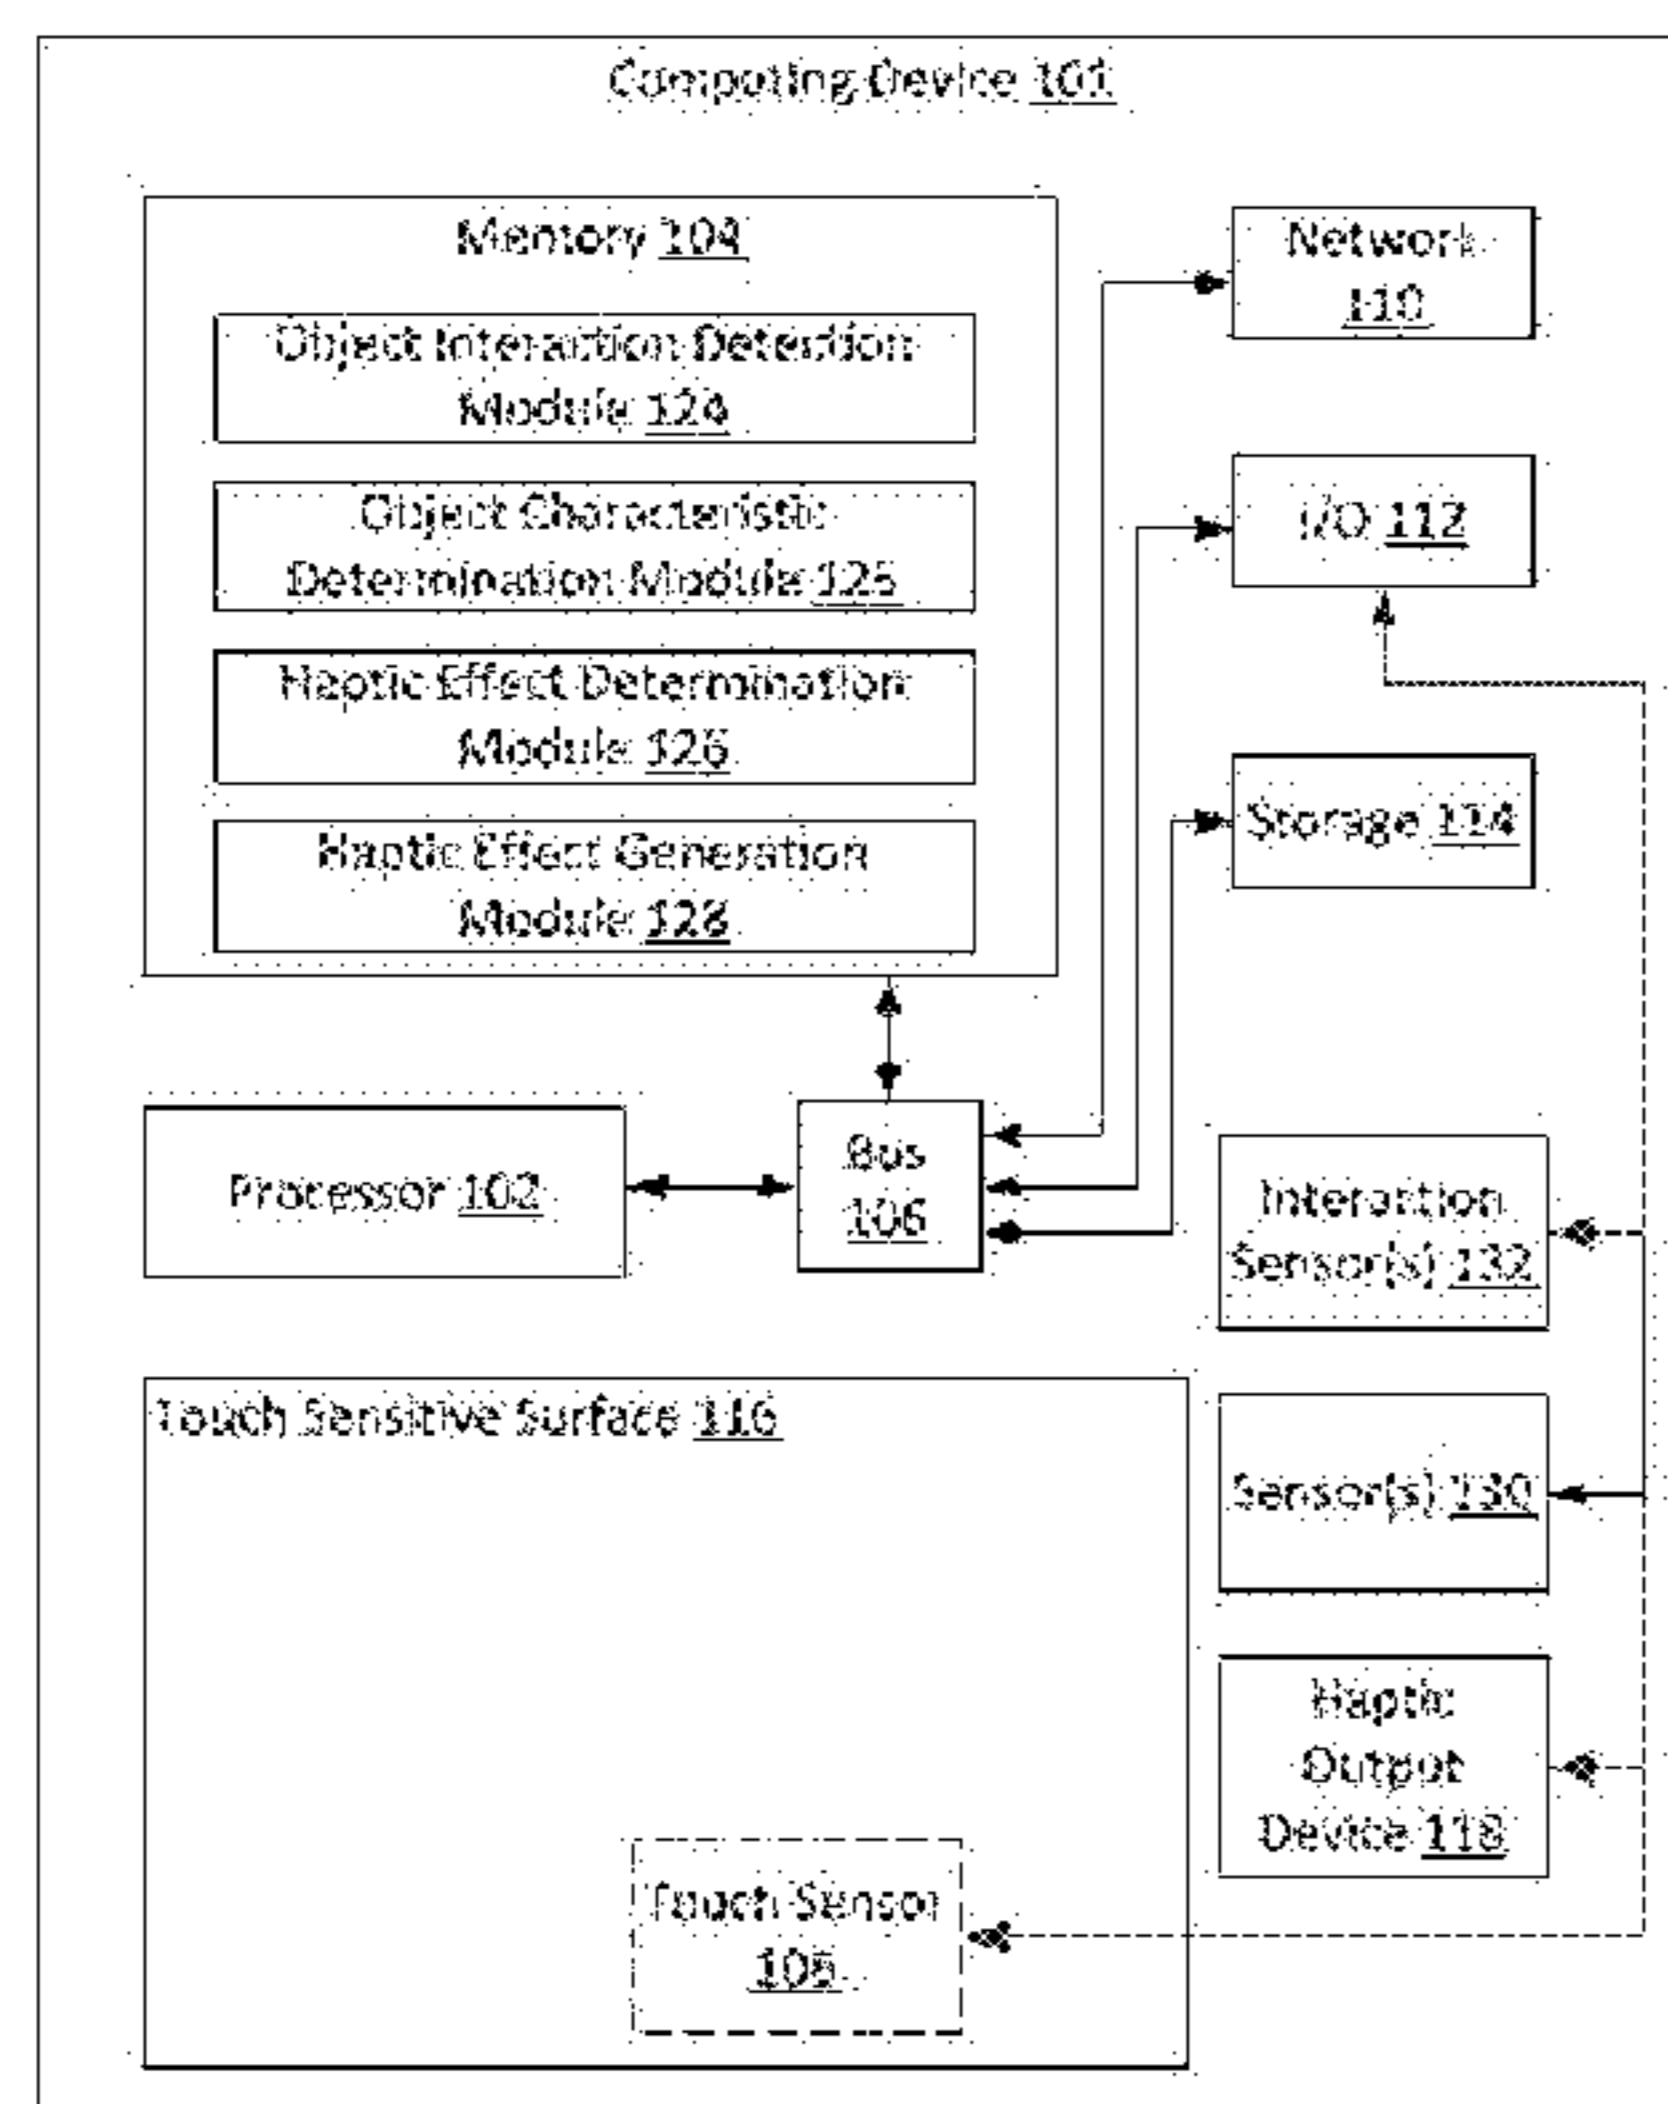 Computing Device 101
Memory 104
Object Interaction Detection
Module 124
Object Characteristic
Determination Module 125
Haptic Effect Determination
Module 126
Haptic Effect Generation
Module 128
Network
110
I/O 112
Storage 114
Processor 102
Bus
106
Interaction
Sensor(s) 132
Touch Sensitive Surface 116
Sensor(s) 130
Haptic
Output
Device 118
Touch Sensor
105